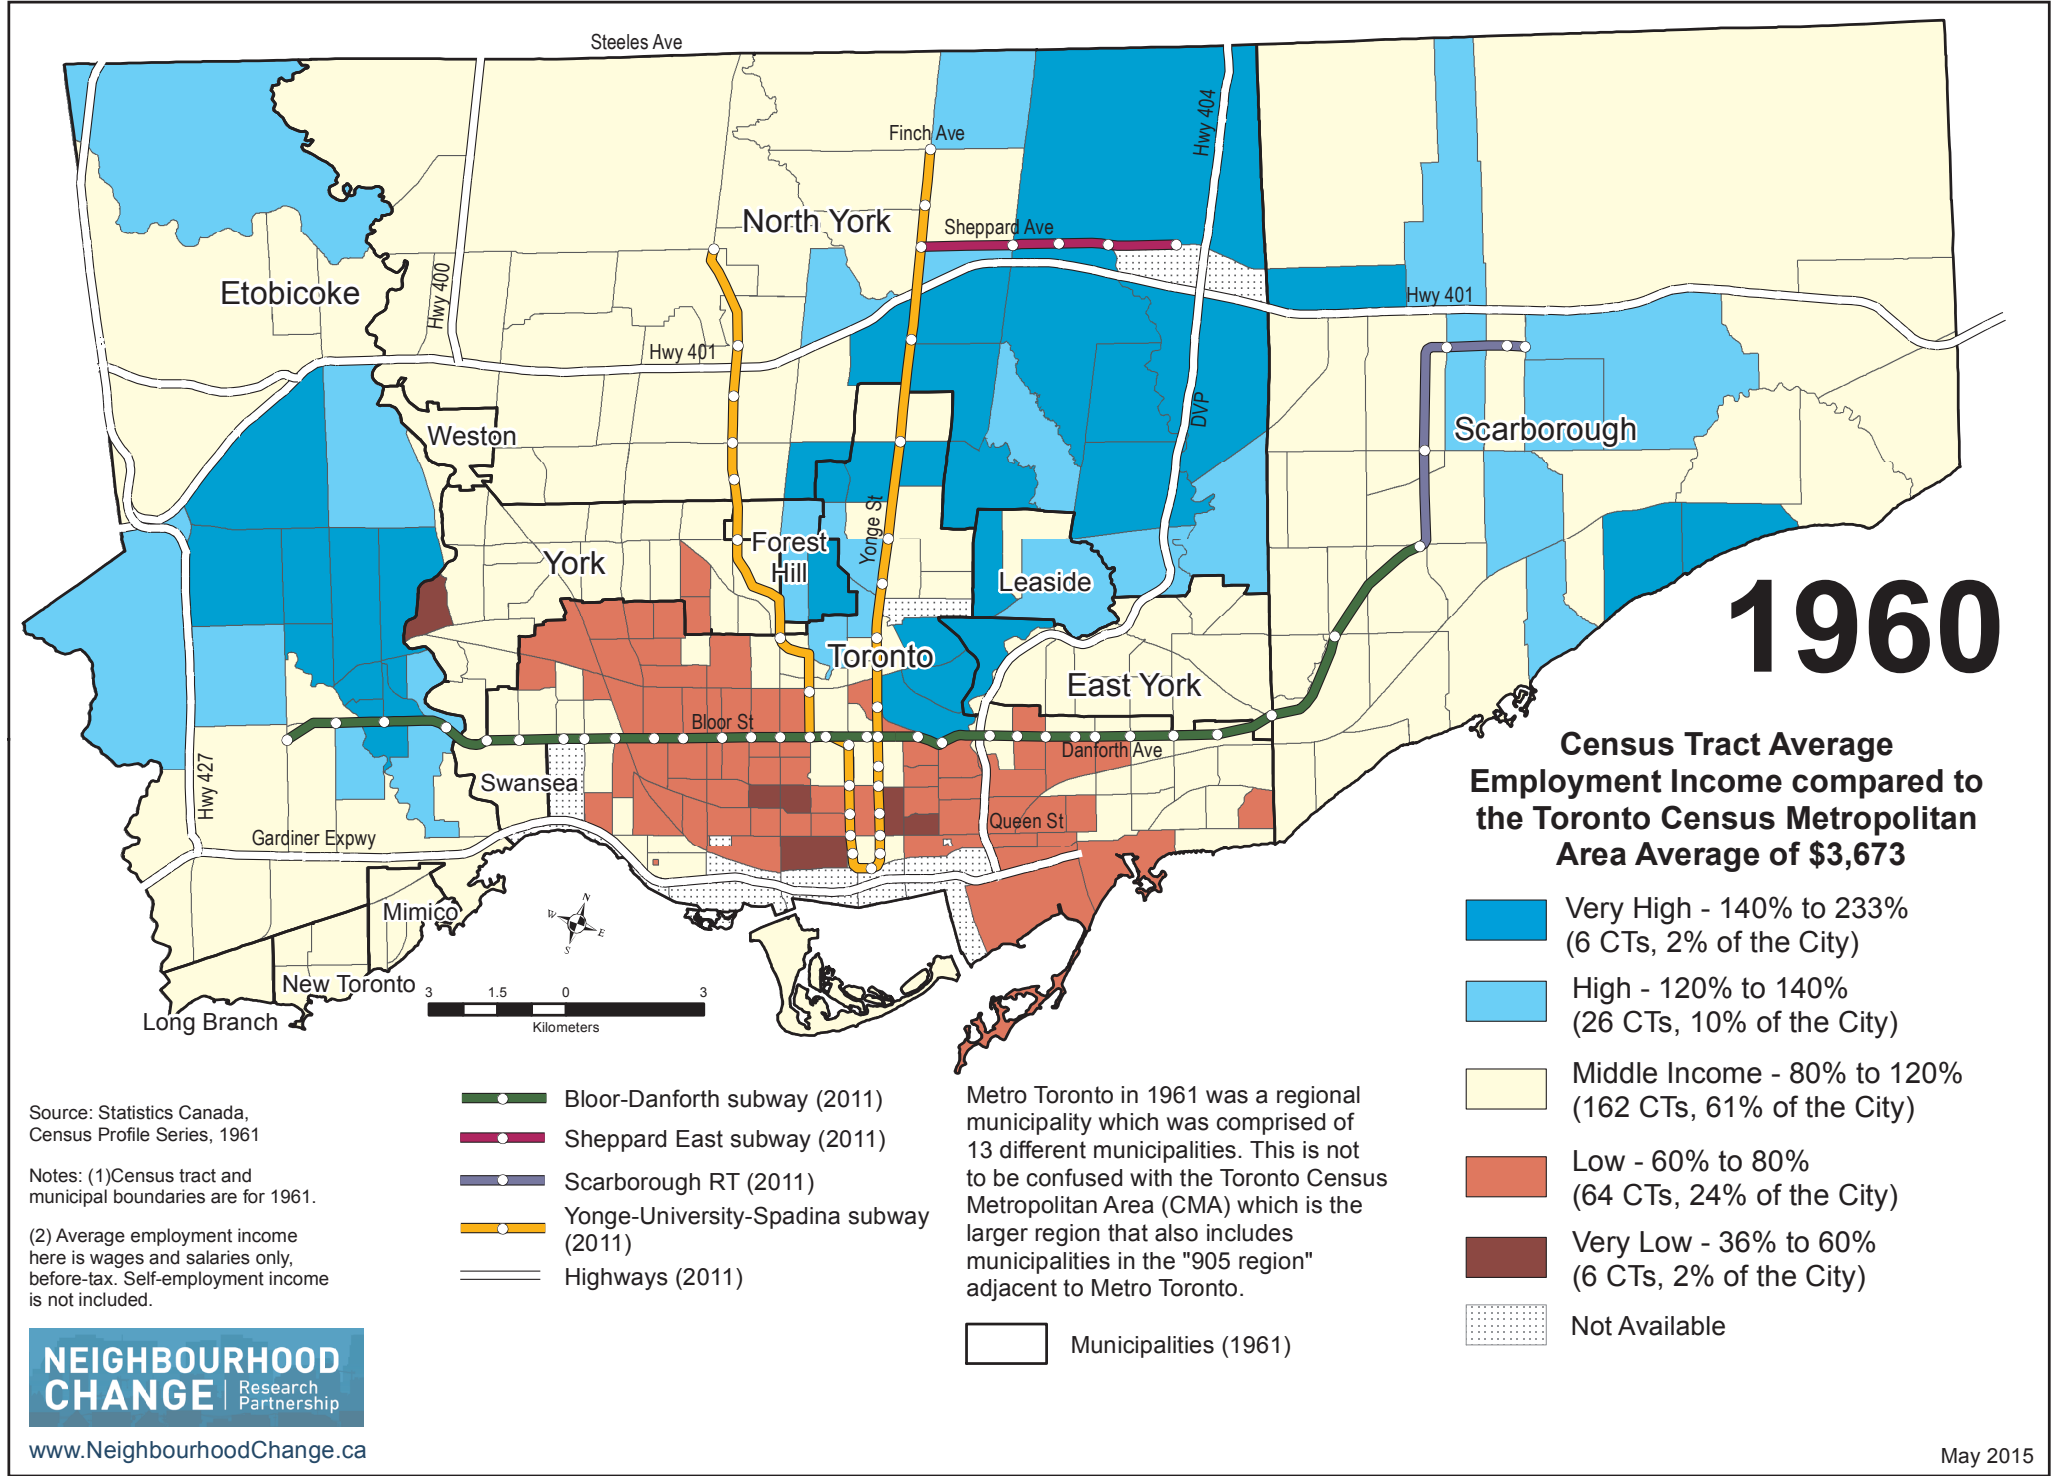 Steeles Ave
Finch Ave
Hwy 404
North York
Sheppard Ave
Etobicoke
Hwy 400
Hwy 401
Hwy 401
DVP
Weston
Scarborough
Yonge St
York
Forest
Hill
Leaside
1960
Toronto
East York
Bloor St
Danforth Ave
Swansea
Hwy 427
Queen St
Gardiner Expwy
Mimico
N
W
E
S
New Toronto
Long Branch
3
1.5
0
3
Kilometers
Census Tract Average
Employment Income compared to
the Toronto Census Metropolitan
Area Average of $3,673
Very High - 140% to 233%
(6 CTs, 2% of the City)
High - 120% to 140%
(26 CTs, 10% of the City)
Middle Income - 80% to 120%
(162 CTs, 61% of the City)
Low - 60% to 80%
(64 CTs, 24% of the City)
Very Low - 36% to 60%
(6 CTs, 2% of the City)
Not Available
Source: Statistics Canada,
Census Profile Series, 1961
Notes: (1)Census tract and
municipal boundaries are for 1961.
(2) Average employment income
here is wages and salaries only,
before-tax. Self-employment income
is not included.
Bloor-Danforth subway (2011)
Sheppard East subway (2011)
Scarborough RT (2011)
Yonge-University-Spadina subway
(2011)
Highways (2011)
Metro Toronto in 1961 was a regional
municipality which was comprised of
13 different municipalities. This is not
to be confused with the Toronto Census
Metropolitan Area (CMA) which is the
larger region that also includes
municipalities in the "905 region"
adjacent to Metro Toronto.
Municipalities (1961)
NEIGHBOURHOOD
CHANGE
Research
Partnership
www.NeighbourhoodChange.ca
May 2015